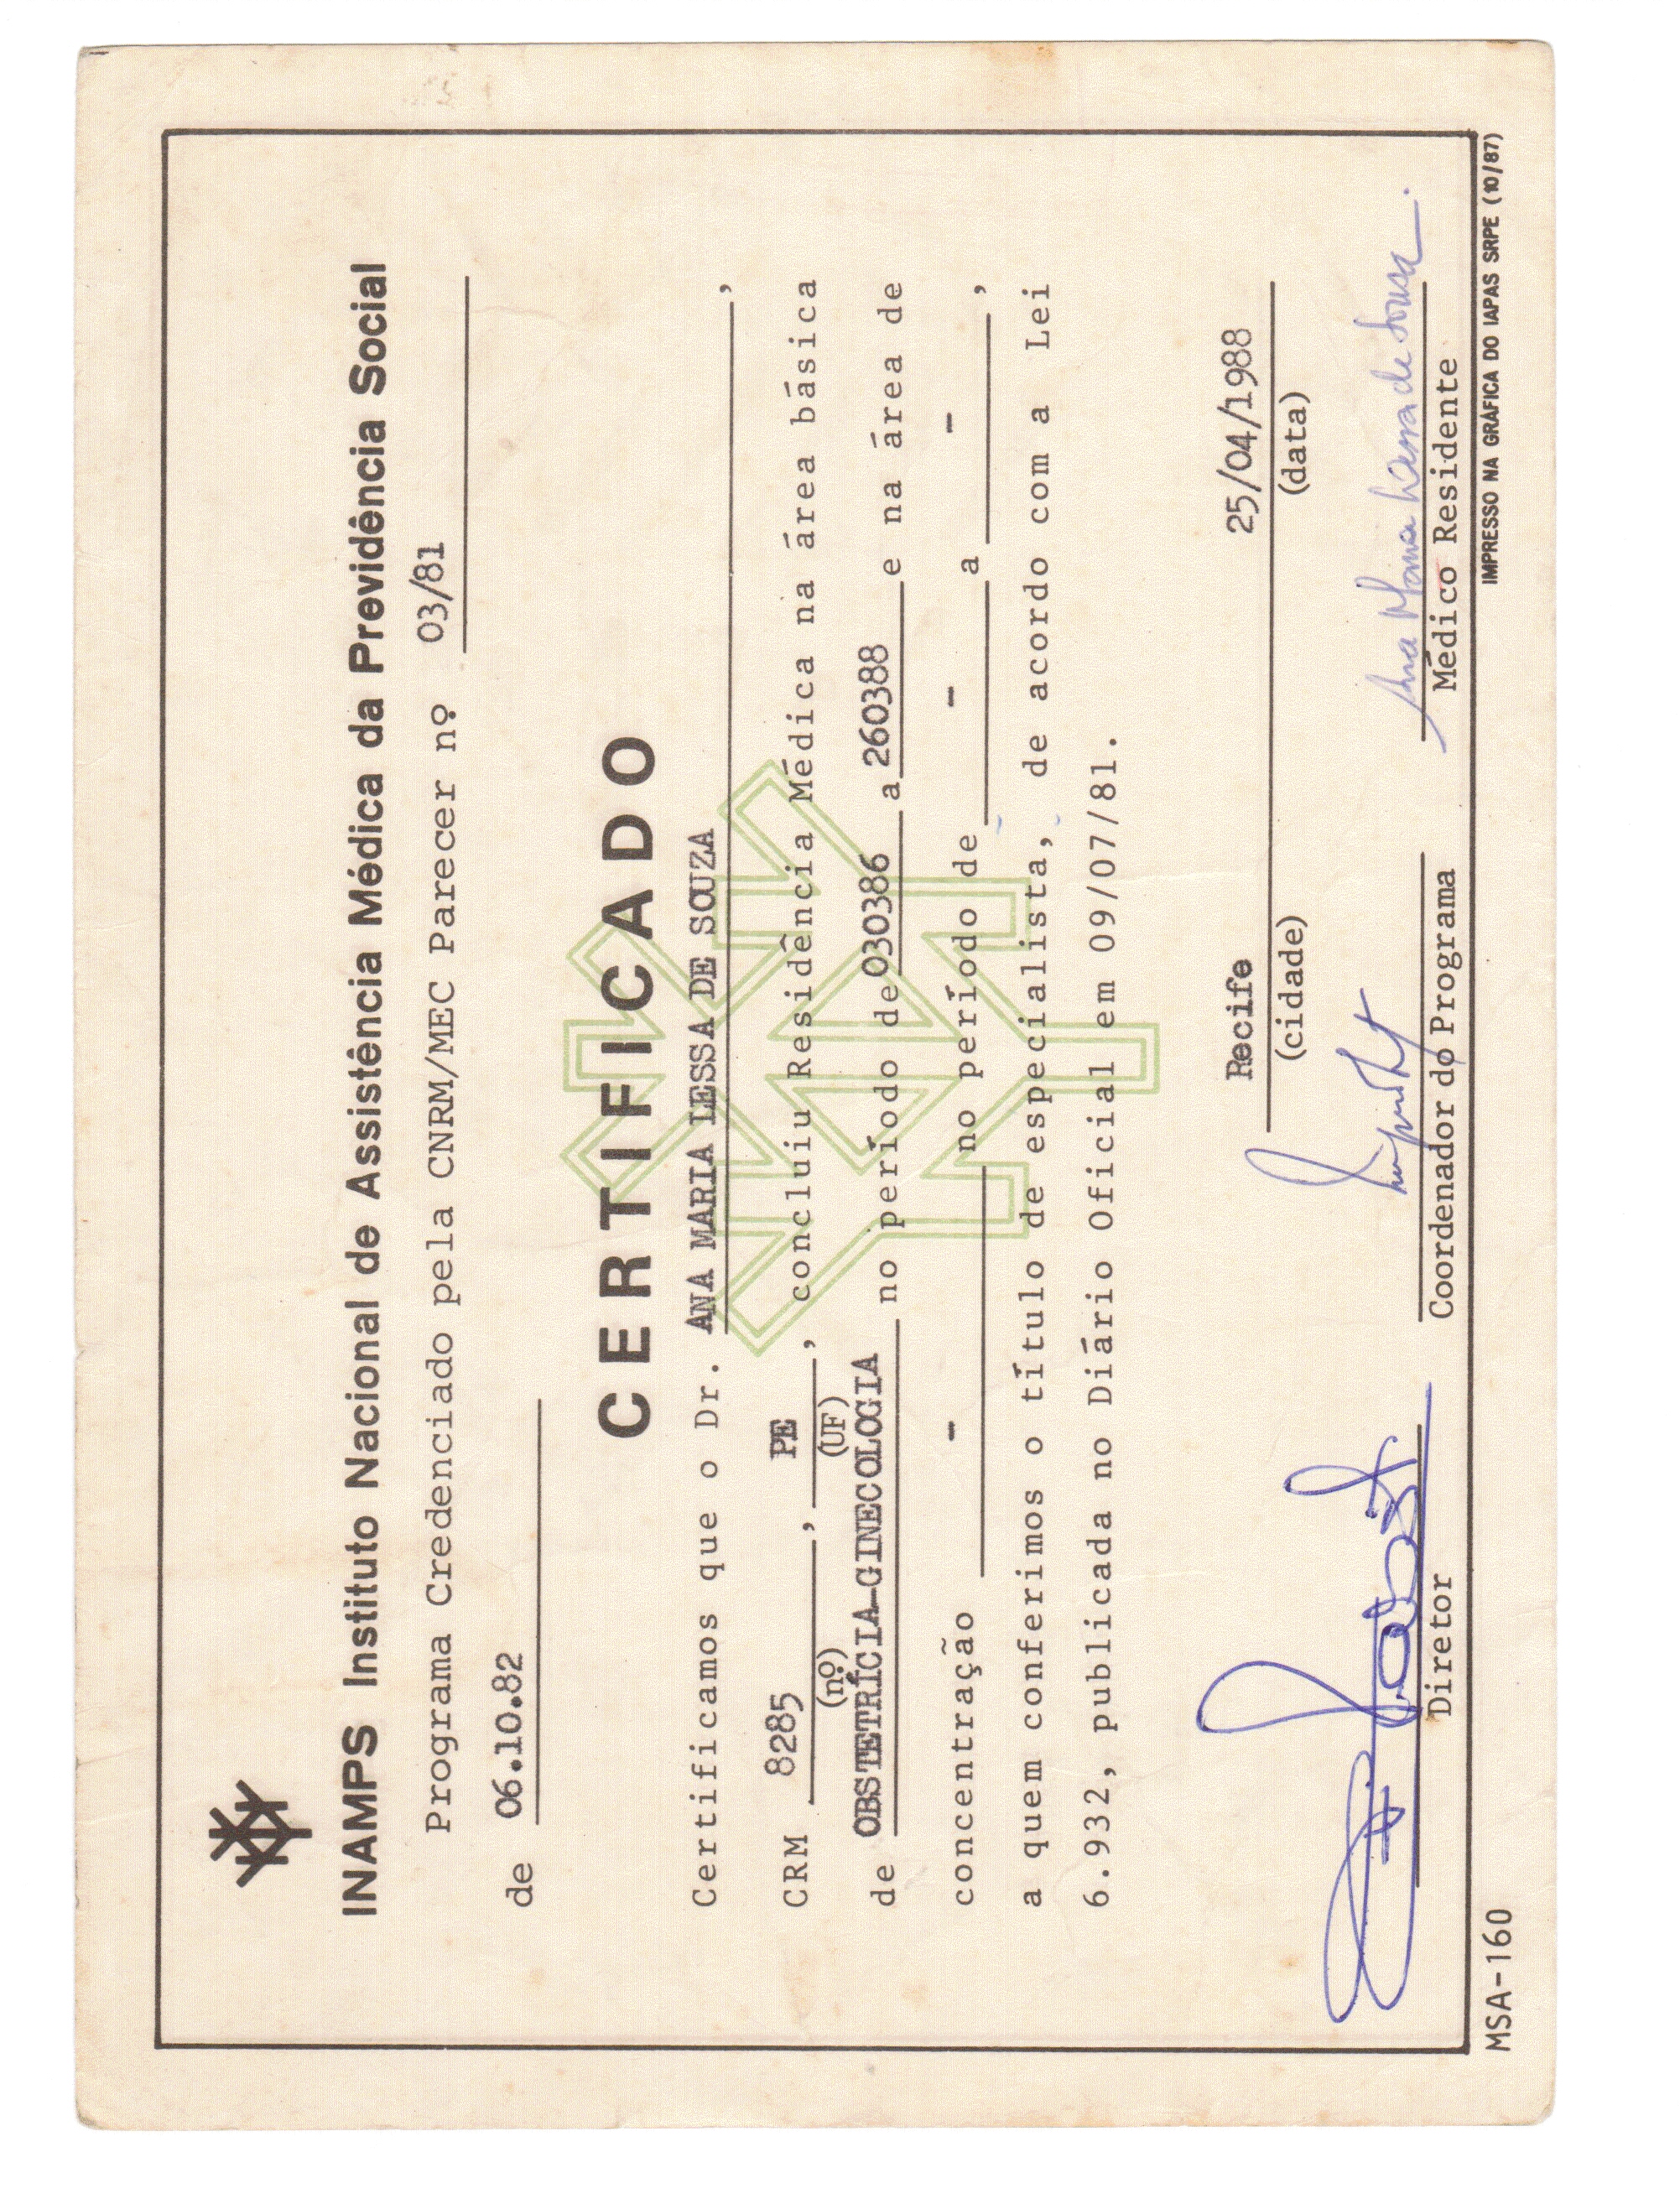 INAMPS Instituto Nacional de Assistência Médica da Previdência Social
Programa Credenciado pela CNRM/MEC Parecer nº 03/81
de 06.10.82
CERTIFICADO
Certificamos que o Dr. ANA MARIA LESSA DE SOUZA,
CRM 8285, PE, concluiu Residência Médica na área básica
(nº) (UF)
de OBSTETRÍCIA-GINECOLOGIA no período de 030386 a 260388 e na área de
concentração - no período de - a -,
a quem conferimos o título de especialista, de acordo com a Lei
6.932, publicada no Diário Oficial em 09/07/81.
Recife 25/04/1988
(cidade) (data)
Ana Maria Lessa de Souza
Diretor Coordenador do Programa Médico Residente
MSA-160 IMPRESSO NA GRÁFICA DO IAPAS SRPE (10/87)